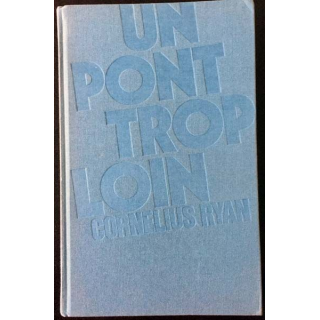 UN
PONT
TROP
LOIN
CORNELIUS RYAN